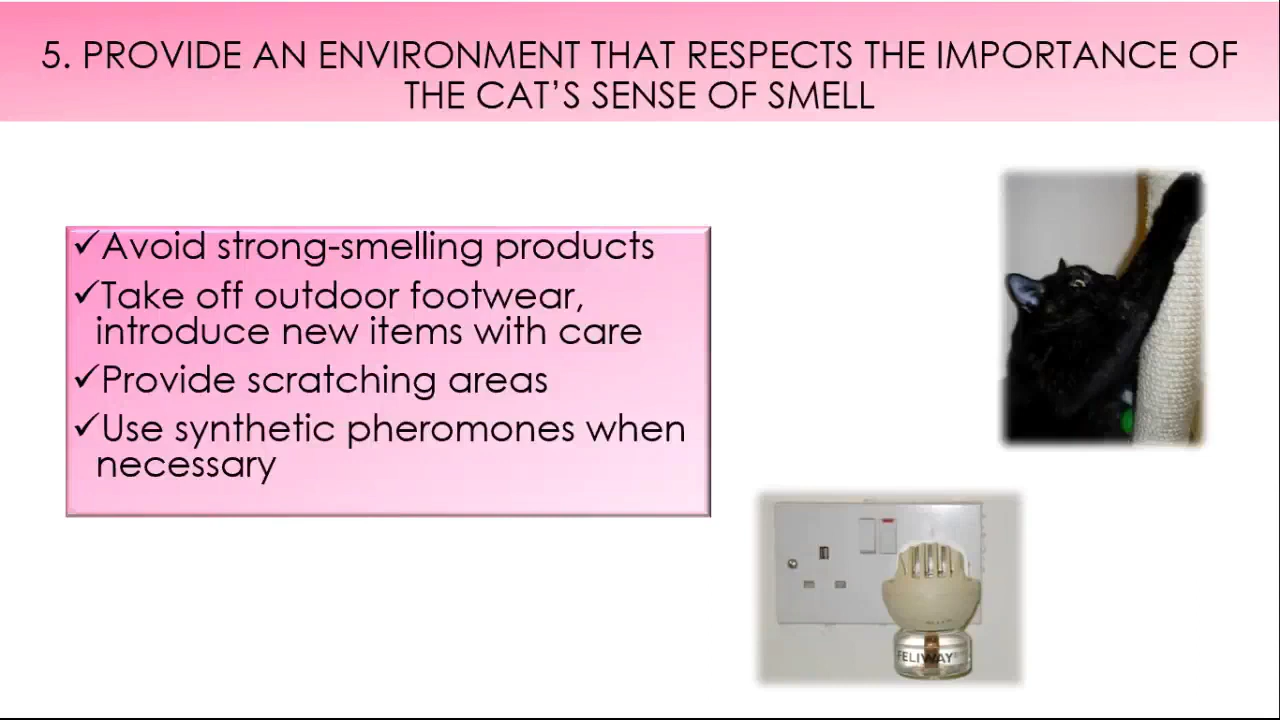 5. PROVIDE AN ENVIRONMENT THAT RESPECTS THE IMPORTANCE OF
THE CAT’S SENSE OF SMELL
✓Avoid strong-smelling products
✓Take off outdoor footwear,
introduce new items with care
✓Provide scratching areas
✓Use synthetic pheromones when
necessary
FELIWAY